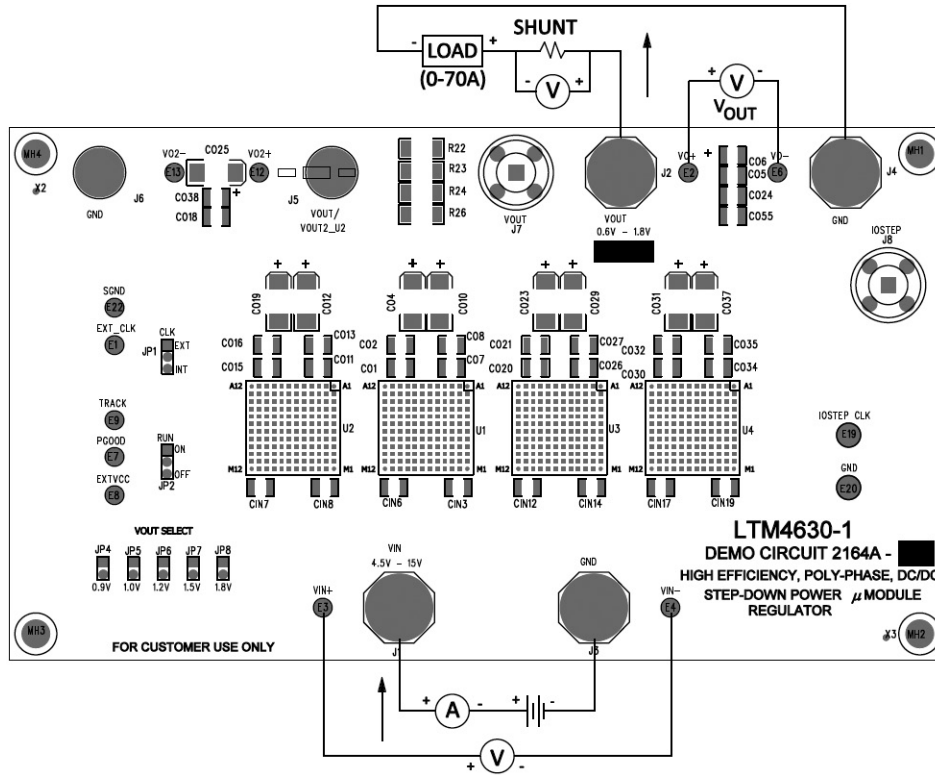 SHUNT
- LOAD +
(0-70A)
- V +
+ V -
VOUT
MH4
X2
GND
J6
VO2-
E13
CO25
VO2+
E12
CO38
CO18
+
J5
VOUT/
VOUT2_U2
R22
R23
R24
R26
VOUT
J7
J2
VOUT
0.6V - 1.8V
VO+
E2
+
CO6
CO5
CO24
CO55
VO-
E6
J4
GND
MH1
IOSTEP
J8
SGND
E22
EXT_CLK
E1
CLK
EXT
JP1
INT
TRACK
E9
PGOOD
E7
EXTVCC
E8
RUN
ON
OFF
JP2
+ +
CO19
CO12
CO16
CO13
CO15
CO11
A12
A1
U2
M12
M1
CIN7
CIN8
+ +
CO4
CO10
CO2
CO8
CO1
CO7
A12
A1
U1
M12
M1
CIN6
CIN3
+ +
CO23
CO29
CO21
CO27
CO20
CO26
A12
A1
U3
M12
M1
CIN12
CIN14
+ +
CO31
CO37
CO32
CO35
CO30
CO34
A12
A1
U4
M12
M1
CIN17
CIN19
IOSTEP CLK
E19
GND
E20
VOUT SELECT
JP4 JP5 JP6 JP7 JP8
0.9V 1.0V 1.2V 1.5V 1.8V
VIN
4.5V - 15V
GND
VIN+
E3
VIN-
E4
LTM4630-1
DEMO CIRCUIT 2164A -
HIGH EFFICIENCY, POLY-PHASE, DC/DC
STEP-DOWN POWER μMODULE
REGULATOR
MH3
FOR CUSTOMER USE ONLY
J1
X3
MH2
+ A - + -
+ V -